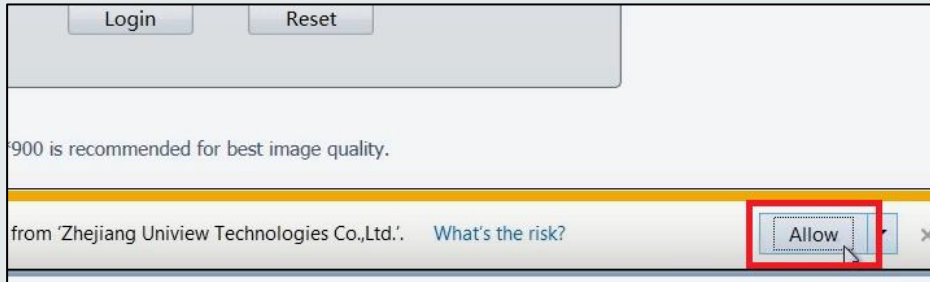 Login Reset
*900 is recommended for best image quality.
from 'Zhejiang Uniview Technologies Co.,Ltd.'. What's the risk? Allow